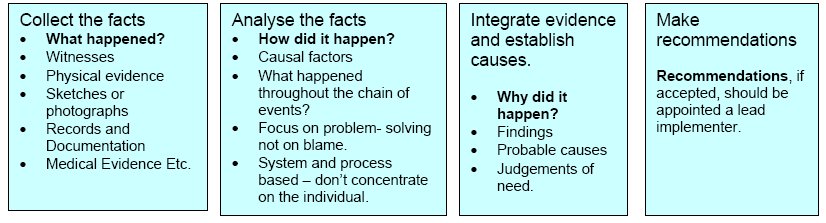 Collect the facts
• What happened?
• Witnesses
• Physical evidence
• Sketches or
photographs
• Records and
Documentation
• Medical Evidence Etc.
Analyse the facts
• How did it happen?
• Causal factors
• What happened
throughout the chain of
events?
• Focus on problem- solving
not on blame.
• System and process
based – don’t concentrate
on the individual.
Integrate evidence
and establish
causes.
• Why did it
happen?
• Findings
• Probable causes
• Judgements of
need.
Make
recommendations
Recommendations, if
accepted, should be
appointed a lead
implementer.